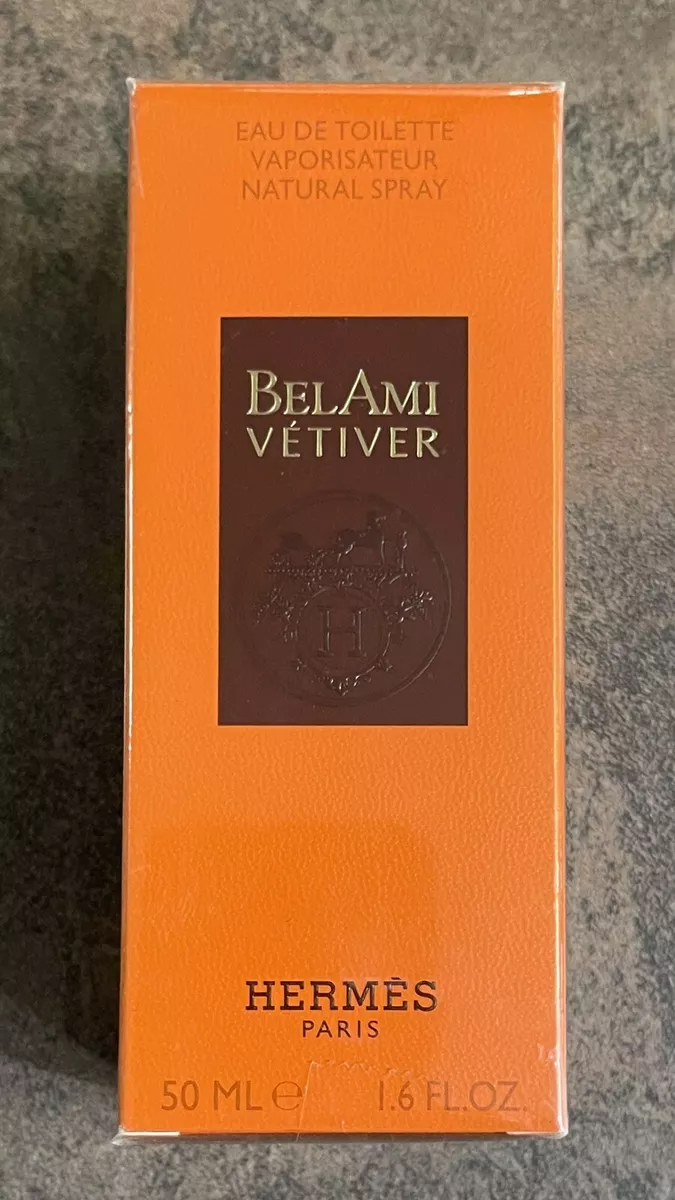 EAU DE TOILETTE
VAPORISATEUR
NATURAL SPRAY
BELAMI
VÉTIVER
H
HERMÈS
PARIS
50 ML ℮ 1.6 FL.OZ.